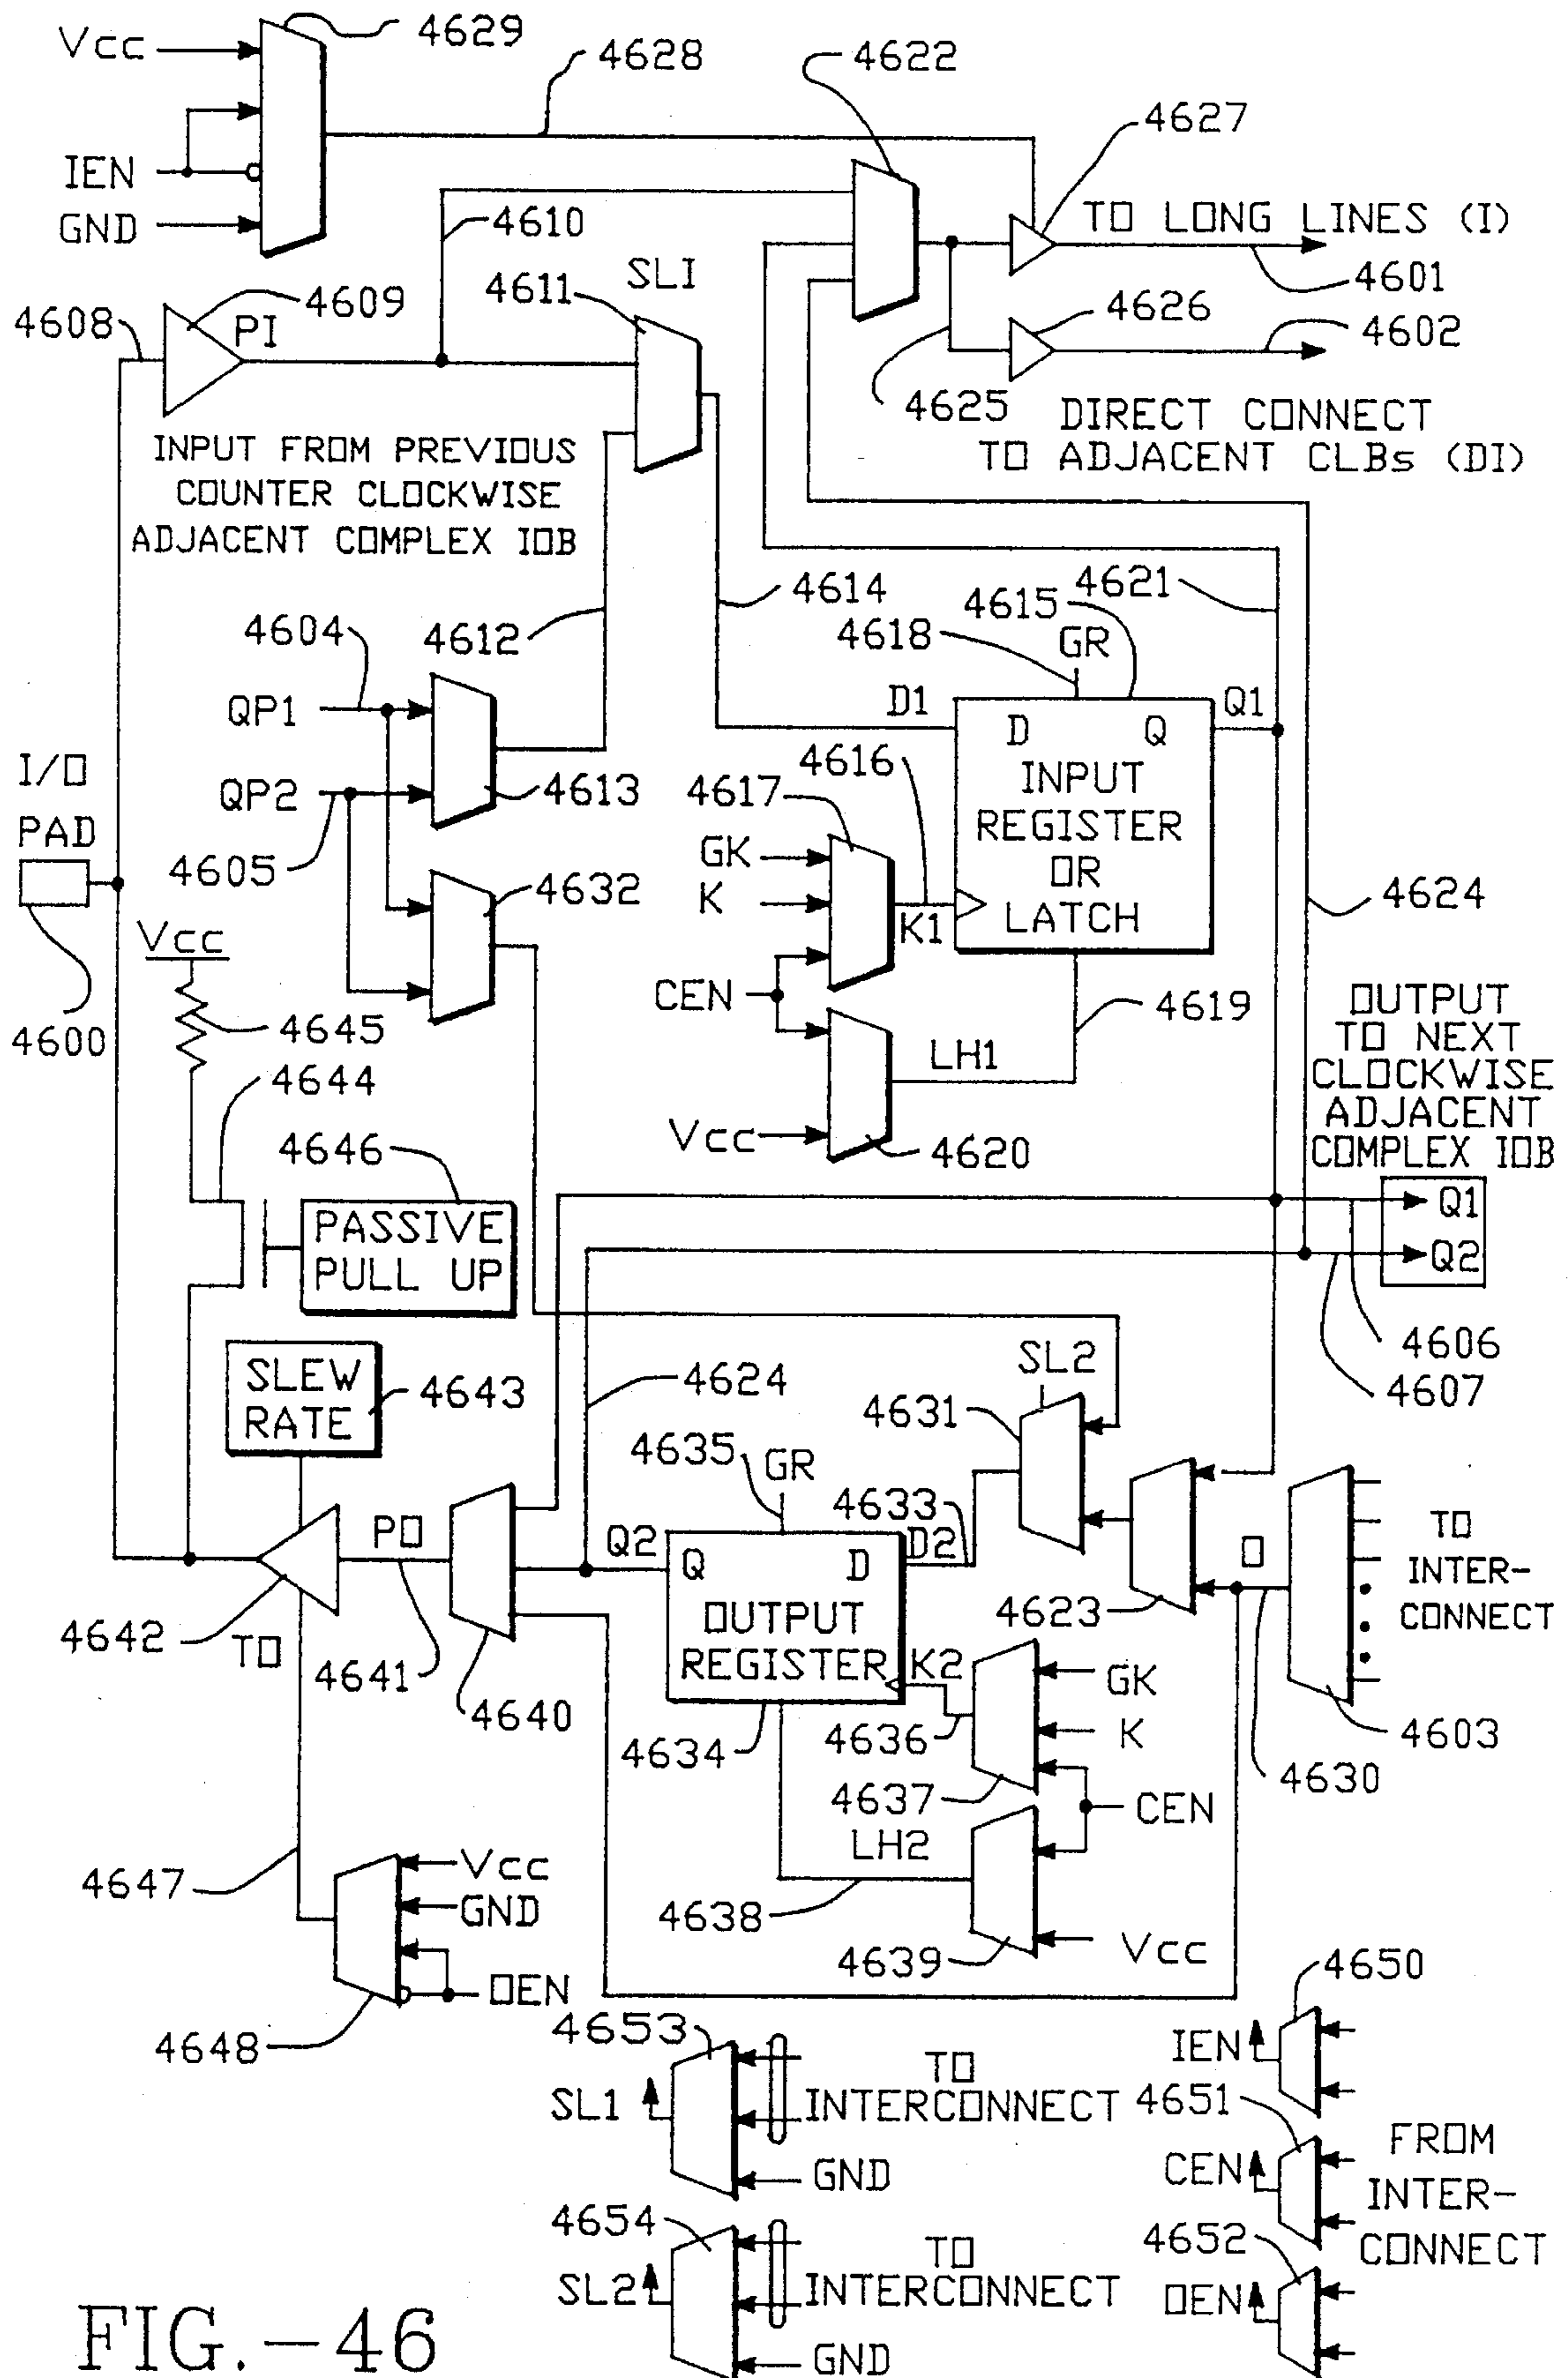 Vcc
4629
4628
4622
4627
IEN
GND
4610
TO LONG LINES (I)
4601
SLI
4611
4609
4608
PI
4626
4602
4625
DIRECT CONNECT
TO ADJACENT CLBs (DI)
INPUT FROM PREVIOUS
COUNTER CLOCKWISE
ADJACENT COMPLEX IOB
4614
4621
4615
4618
GR
4612
4604
QP1
D1
Q1
D
Q
INPUT
REGISTER
OR
LATCH
4616
4617
4613
QP2
I/O
PAD
4605
GK
K
K1
4632
4624
Vcc
CEN
4619
4600
4645
LH1
OUTPUT
TO NEXT
CLOCKWISE
ADJACENT
COMPLEX IOB
4644
Vcc
4620
4646
PASSIVE
PULL UP
Q1
Q2
4606
4607
SLEW
RATE
4643
4624
SL2
4631
4635
GR
4633
PO
Q2
Q
D
D2
OUTPUT
REGISTER
K2
O
TO
INTER-
CONNECT
4623
4642
TO
4641
4640
4634
4636
GK
K
4603
4630
4637
CEN
LH2
4647
Vcc
GND
4638
4639
Vcc
OEN
4648
4650
4653
IEN
SL1
TO
INTERCONNECT
4651
GND
CEN
FROM
INTER-
CONNECT
4654
4652
SL2
TO
INTERCONNECT
OEN
GND
FIG.-46